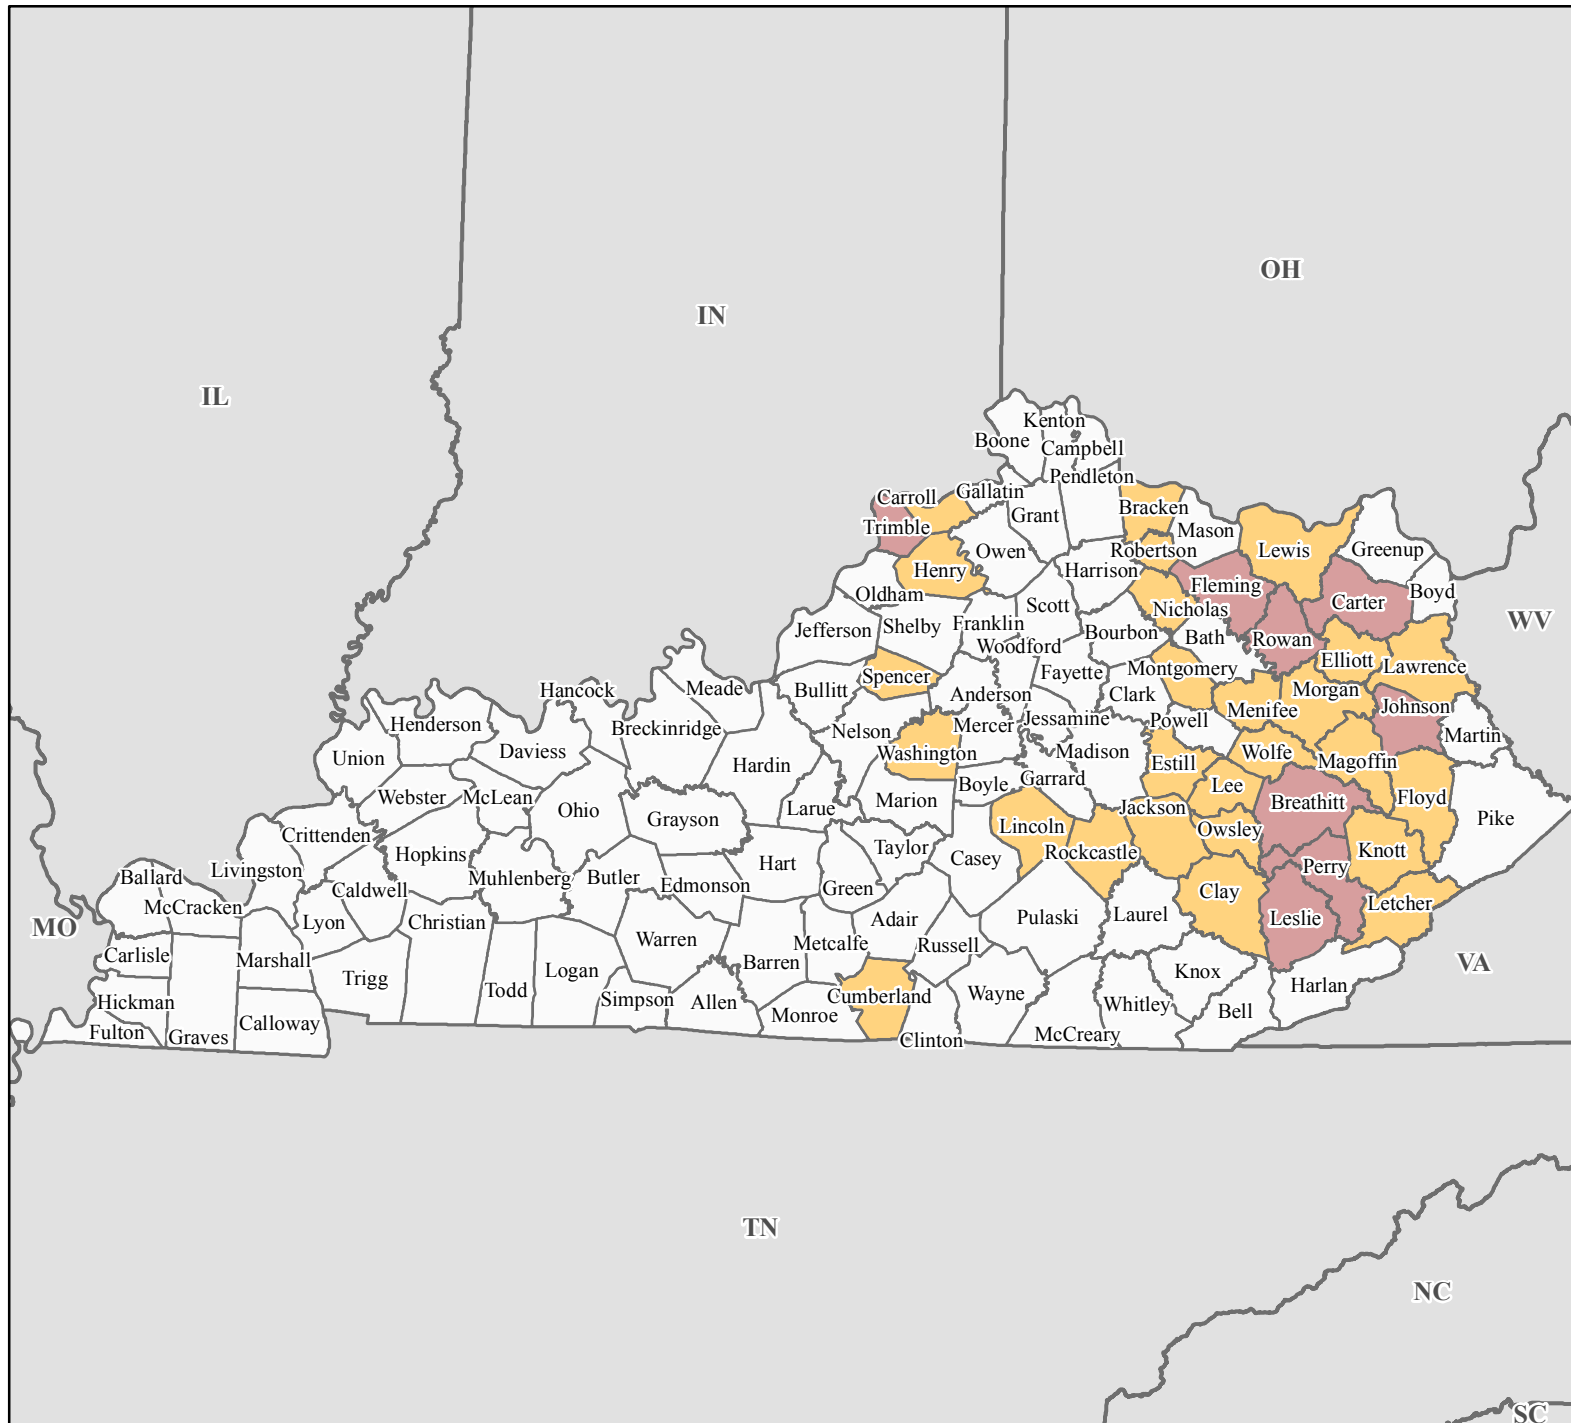 OH
IN
IL
Kenton
Boone
Campbell
Pendleton
Gallatin
Carroll
Bracken
Grant
Trimble
Mason
Owen
Robertson
Lewis
Greenup
Henry
Harrison
Fleming
Boyd
Oldham
Carter
Scott
Nicholas
WV
Jefferson
Shelby
Franklin
Bourbon
Bath
Rowan
Woodford
Elliott
Lawrence
Fayette
Montgomery
Spencer
Meade
Hancock
Bullitt
Anderson
Clark
Morgan
Johnson
Menifee
Henderson
Breckinridge
Nelson
Mercer
Jessamine
Powell
Martin
Union
Daviess
Washington
Madison
Estill
Wolfe
Magoffin
Hardin
Garrard
Boyle
Lee
Webster
McLean
Floyd
Ohio
Larue
Marion
Jackson
Breathitt
Grayson
Pike
Crittenden
Lincoln
Owsley
Hopkins
Taylor
Casey
Rockcastle
Knott
Livingston
Hart
Perry
Ballard
Muhlenberg
Butler
Edmonson
Green
Caldwell
Clay
McCracken
Letcher
Lyon
Christian
Adair
Pulaski
Laurel
Leslie
MO
Warren
Metcalfe
Russell
Carlisle
Marshall
Barren
VA
Trigg
Logan
Knox
Todd
Simpson
Allen
Cumberland
Wayne
Whitley
Harlan
Hickman
Monroe
Bell
Fulton
Graves
Calloway
Clinton
McCreary
TN
NC
SC